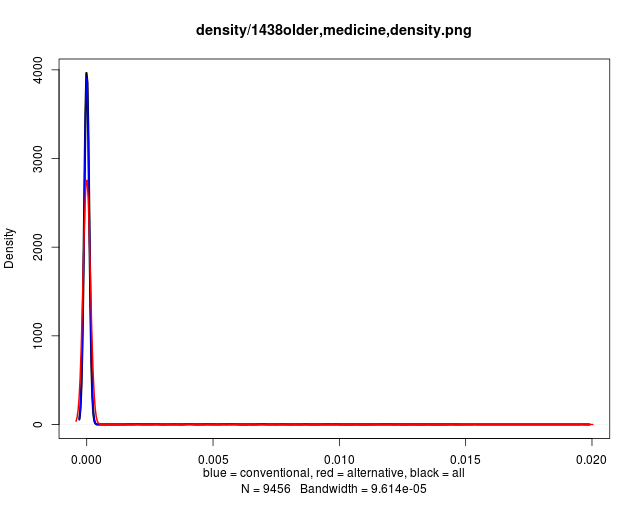 density/1438older,medicine,density.png
4000
3000
2000
1000
0
Density
0.000 0.005 0.010 0.015 0.020
blue = conventional, red = alternative, black = all
N = 9456 Bandwidth = 9.614e-05